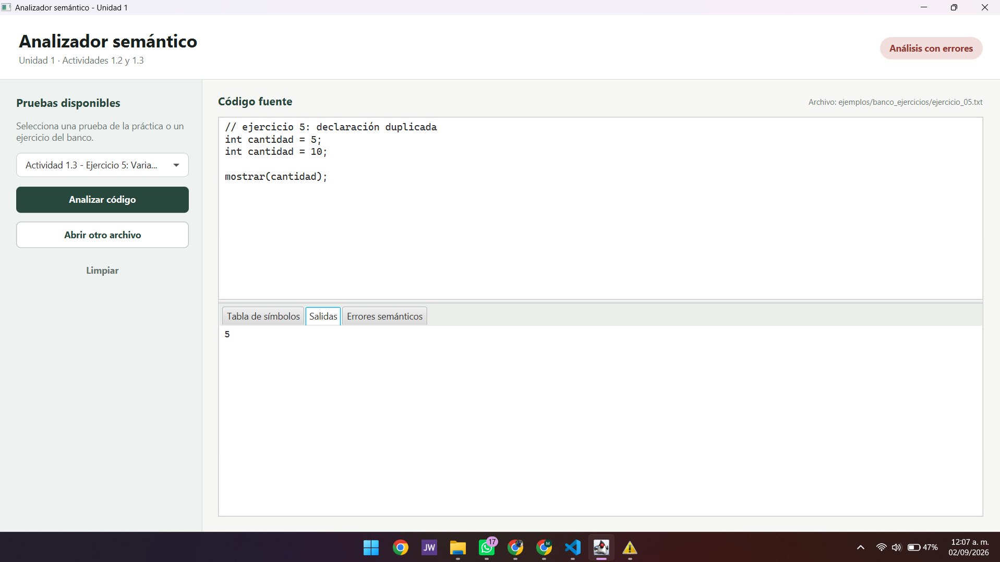 Analizador semántico - Unidad 1
Analizador semántico
Unidad 1 · Actividades 1.2 y 1.3
Análisis con errores
Pruebas disponibles
Selecciona una prueba de la práctica o un
ejercicio del banco.
Actividad 1.3 - Ejercicio 5: Varia...
Analizar código
Abrir otro archivo
Limpiar
Código fuente
Archivo: ejemplos/banco_ejercicios/ejercicio_05.txt
// ejercicio 5: declaración duplicada
int cantidad = 5;
int cantidad = 10;
mostrar(cantidad);
Tabla de símbolos
Salidas
Errores semánticos
5
JW
17
M
47%
12:07 a. m.
02/09/2026